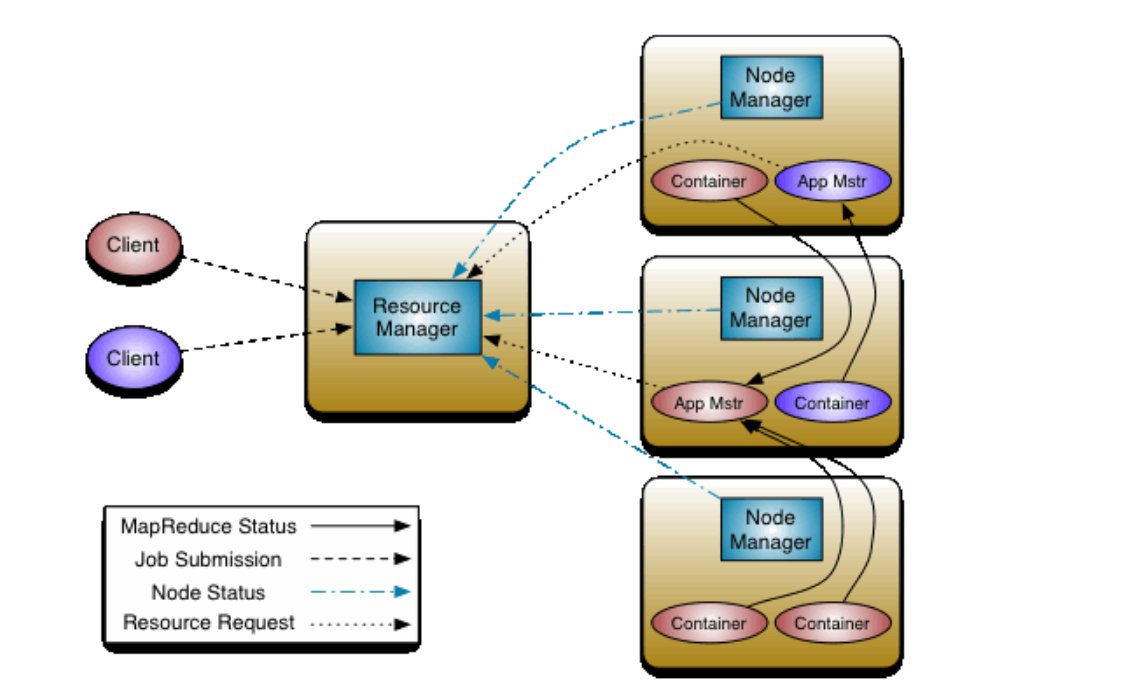 Node
Manager
Container
App Mstr
Client
Resource
Manager
Node
Manager
Client
App Mstr
Container
Node
Manager
Container
Container
MapReduce Status
Job Submission
Node Status
Resource Request